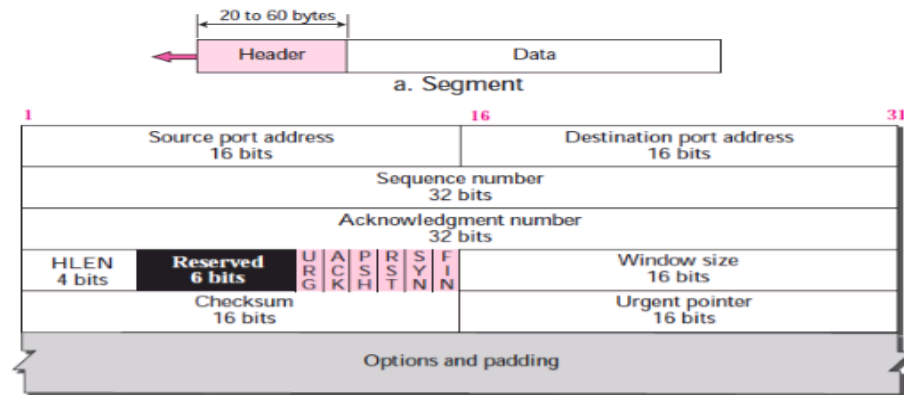 20 to 60 bytes
Header Data
a. Segment
1 16 31
Source port address Destination port address
16 bits 16 bits
Sequence number
32 bits
Acknowledgment number
32 bits
HLEN Reserved URG ACK PSH RST SYN FIN Window size
4 bits 6 bits 16 bits
Checksum Urgent pointer
16 bits 16 bits
Options and padding